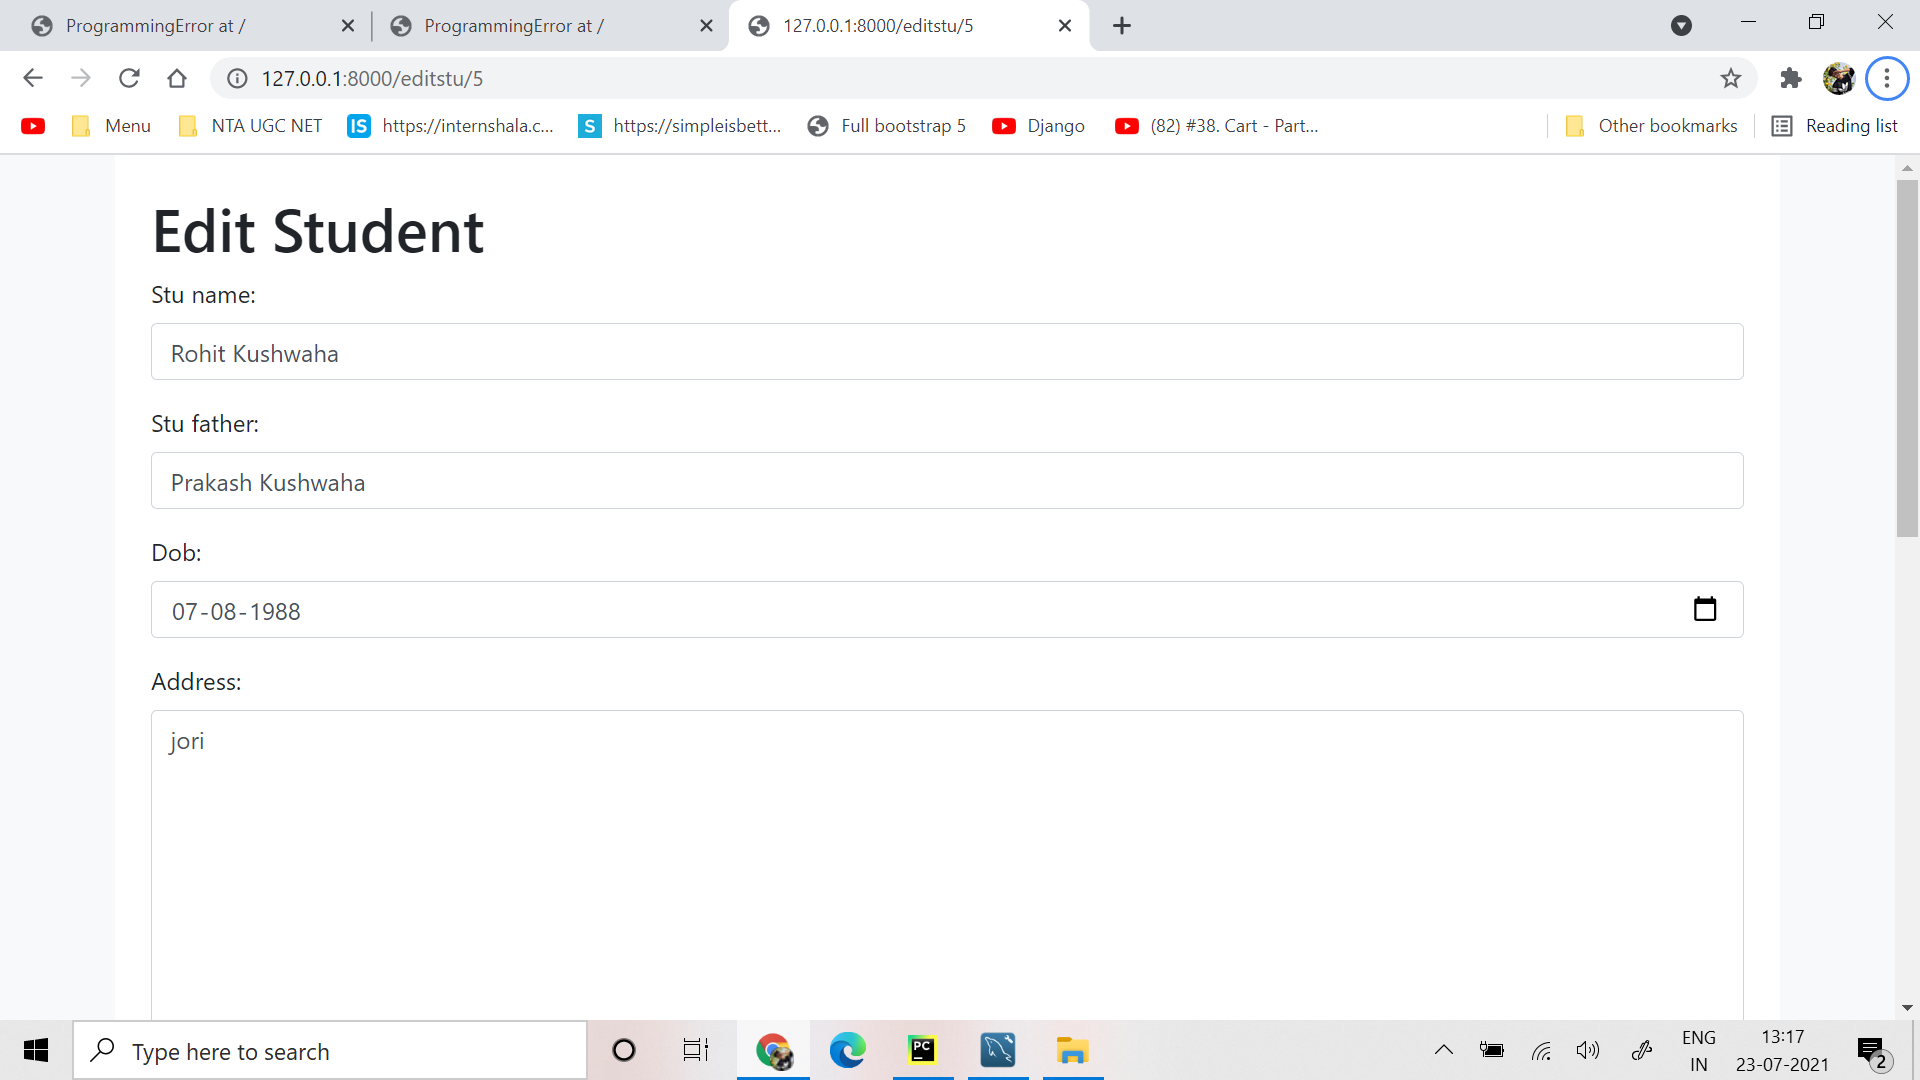 ProgrammingError at /
ProgrammingError at /
127.0.0.1:8000/editstu/5
127.0.0.1:8000/editstu/5
Menu
NTA UGC NET
IS
https://internshala.c...
S
https://simpleisbett...
Full bootstrap 5
Django
(82) #38. Cart - Part...
Other bookmarks
Reading list
Edit Student
Stu name:
Rohit Kushwaha
Stu father:
Prakash Kushwaha
Dob:
07-08-1988
Address:
jori
Type here to search
PC
ENG
IN
13:17
23-07-2021
2